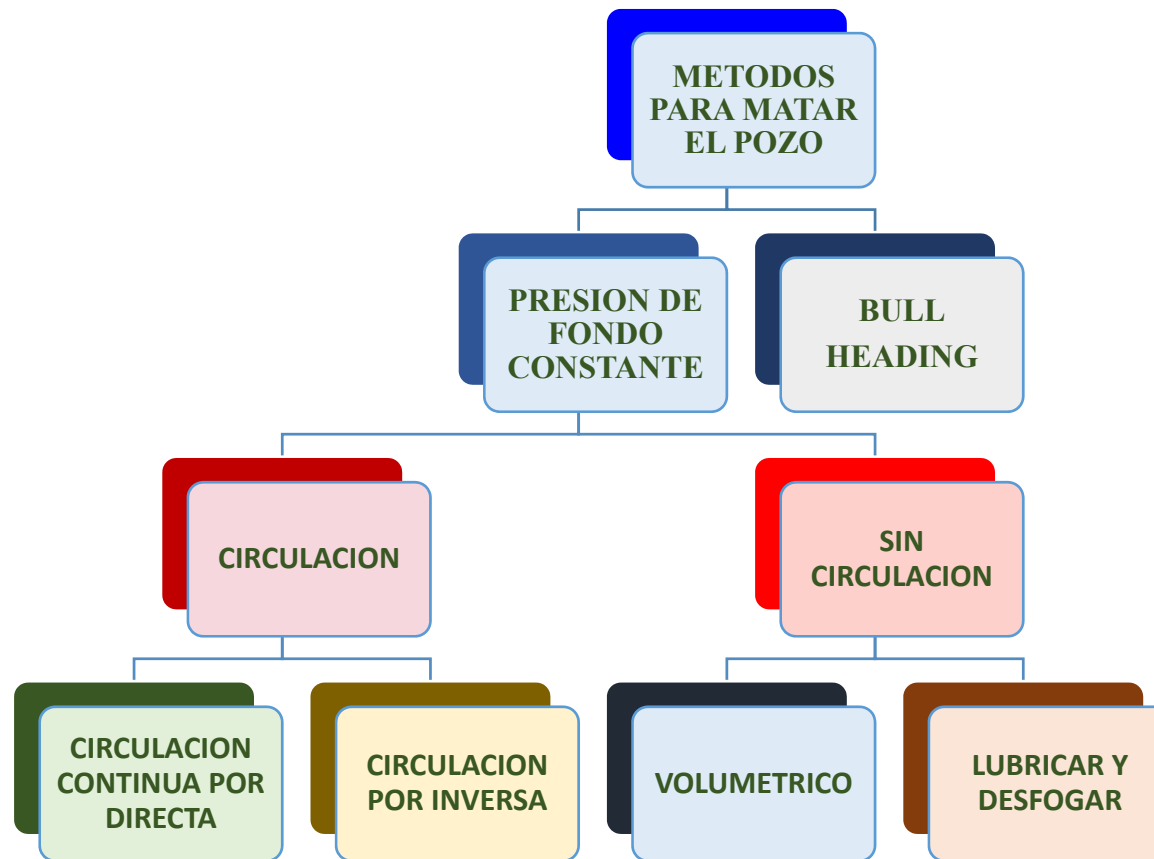 METODOS
PARA MATAR
EL POZO
PRESION DE
FONDO
CONSTANTE
BULL
HEADING
CIRCULACION
SIN
CIRCULACION
CIRCULACION
CONTINUA POR
DIRECTA
CIRCULACION
POR INVERSA
VOLUMETRICO
LUBRICAR Y
DESFOGAR